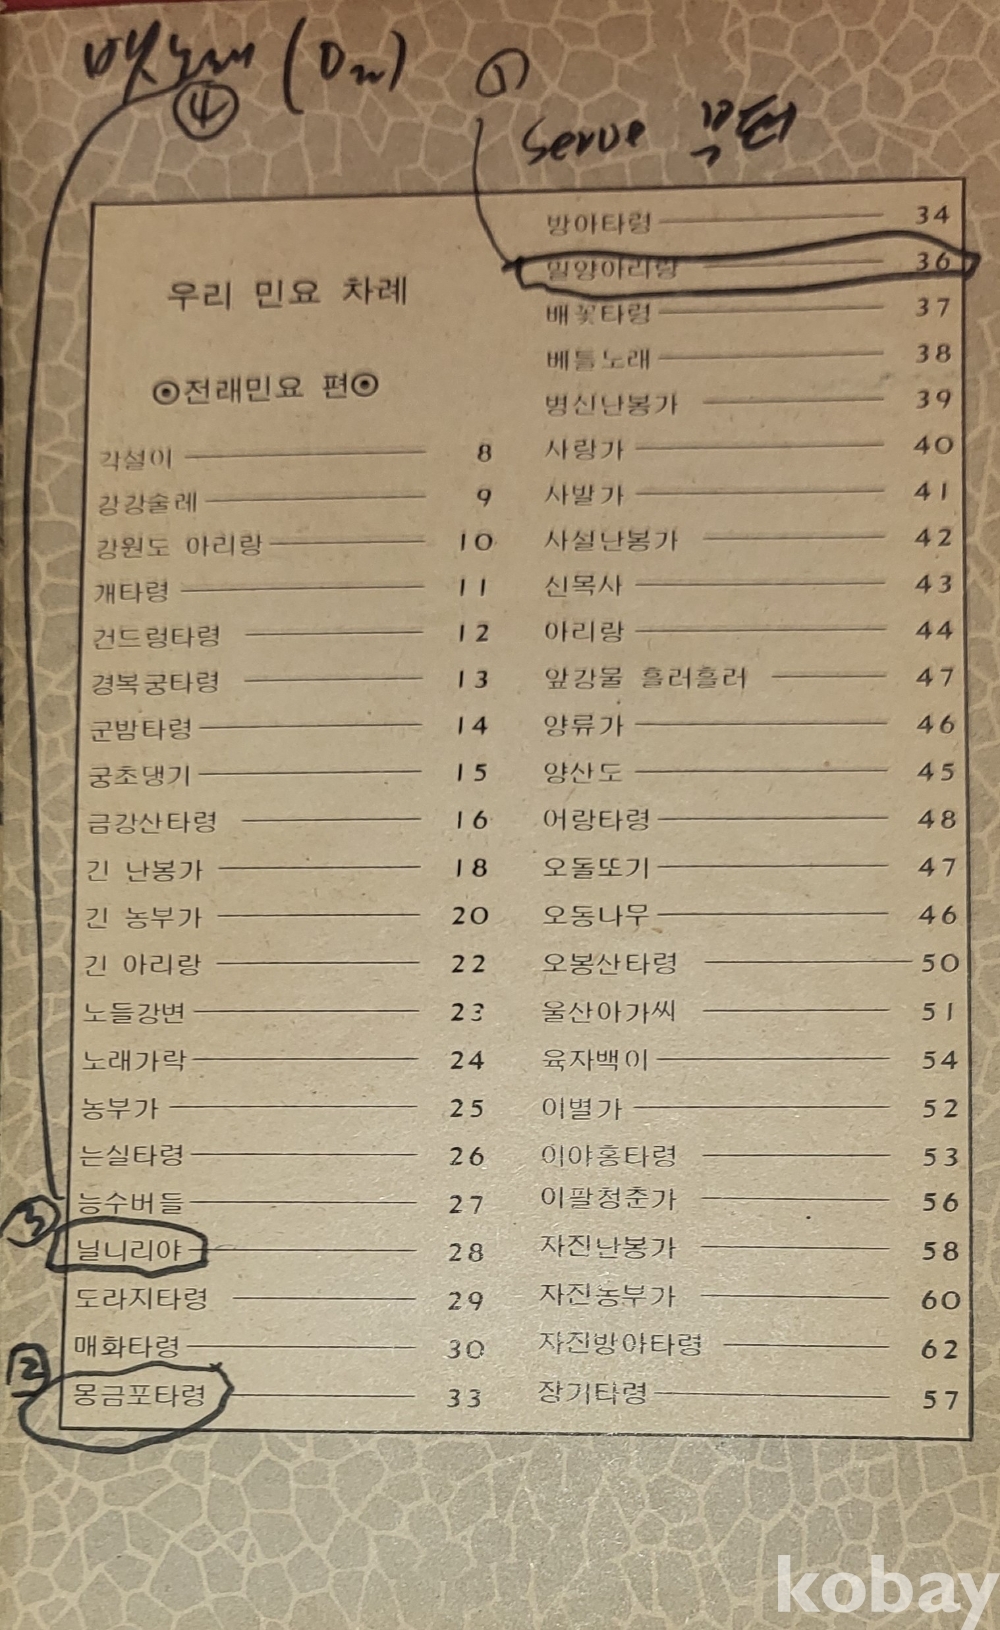 뱃노래 (Dm)
④
①
Serve 부터
우리 민요 차례
⊙전래민요 편⊙
각설이 8
강강술레 9
강원도 아리랑 10
개타령 11
건드렁타령 12
경복궁타령 13
군밤타령 14
궁초댕기 15
금강산타령 16
긴 난봉가 18
긴 농부가 20
긴 아리랑 22
노들강변 23
노래가락 24
농부가 25
는실타령 26
능수버들 27
③
닐니리야 28
도라지타령 29
매화타령 30
②
몽금포타령 33
방아타령 34
밀양아리랑 36
배꽃타령 37
베틀노래 38
병신난봉가 39
사랑가 40
사발가 41
사설난봉가 42
신목사 43
아리랑 44
앞강물 흘러흘러 47
양류가 46
양산도 45
어랑타령 48
오돌또기 47
오동나무 46
오봉산타령 50
울산아가씨 51
육자백이 54
이별가 52
이야홍타령 53
이팔청춘가 56
자진난봉가 58
자진농부가 60
자진방아타령 62
장기타령 57
kobay